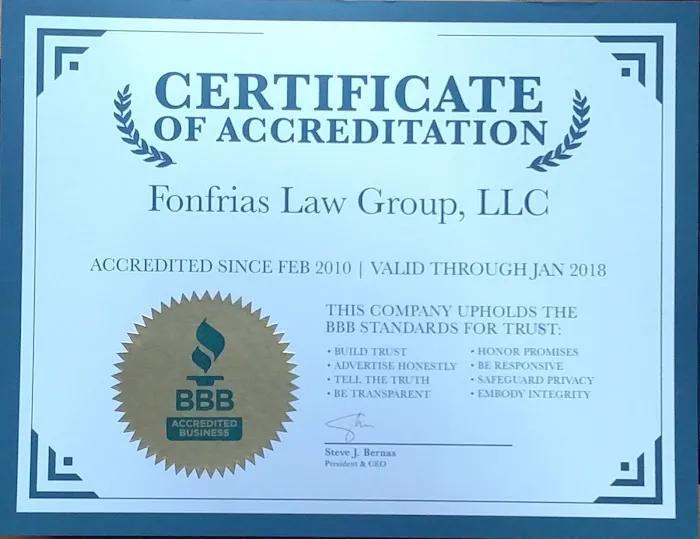 CERTIFICATE
OF ACCREDITATION
Fonfrias Law Group, LLC
ACCREDITED SINCE FEB 2010 | VALID THROUGH JAN 2018
THIS COMPANY UPHOLDS THE
BBB STANDARDS FOR TRUST:
• BUILD TRUST
• ADVERTISE HONESTLY
• TELL THE TRUTH
• BE TRANSPARENT
• HONOR PROMISES
• BE RESPONSIVE
• SAFEGUARD PRIVACY
• EMBODY INTEGRITY
BBB
ACCREDITED
BUSINESS
Steve J. Bernas
President & CEO